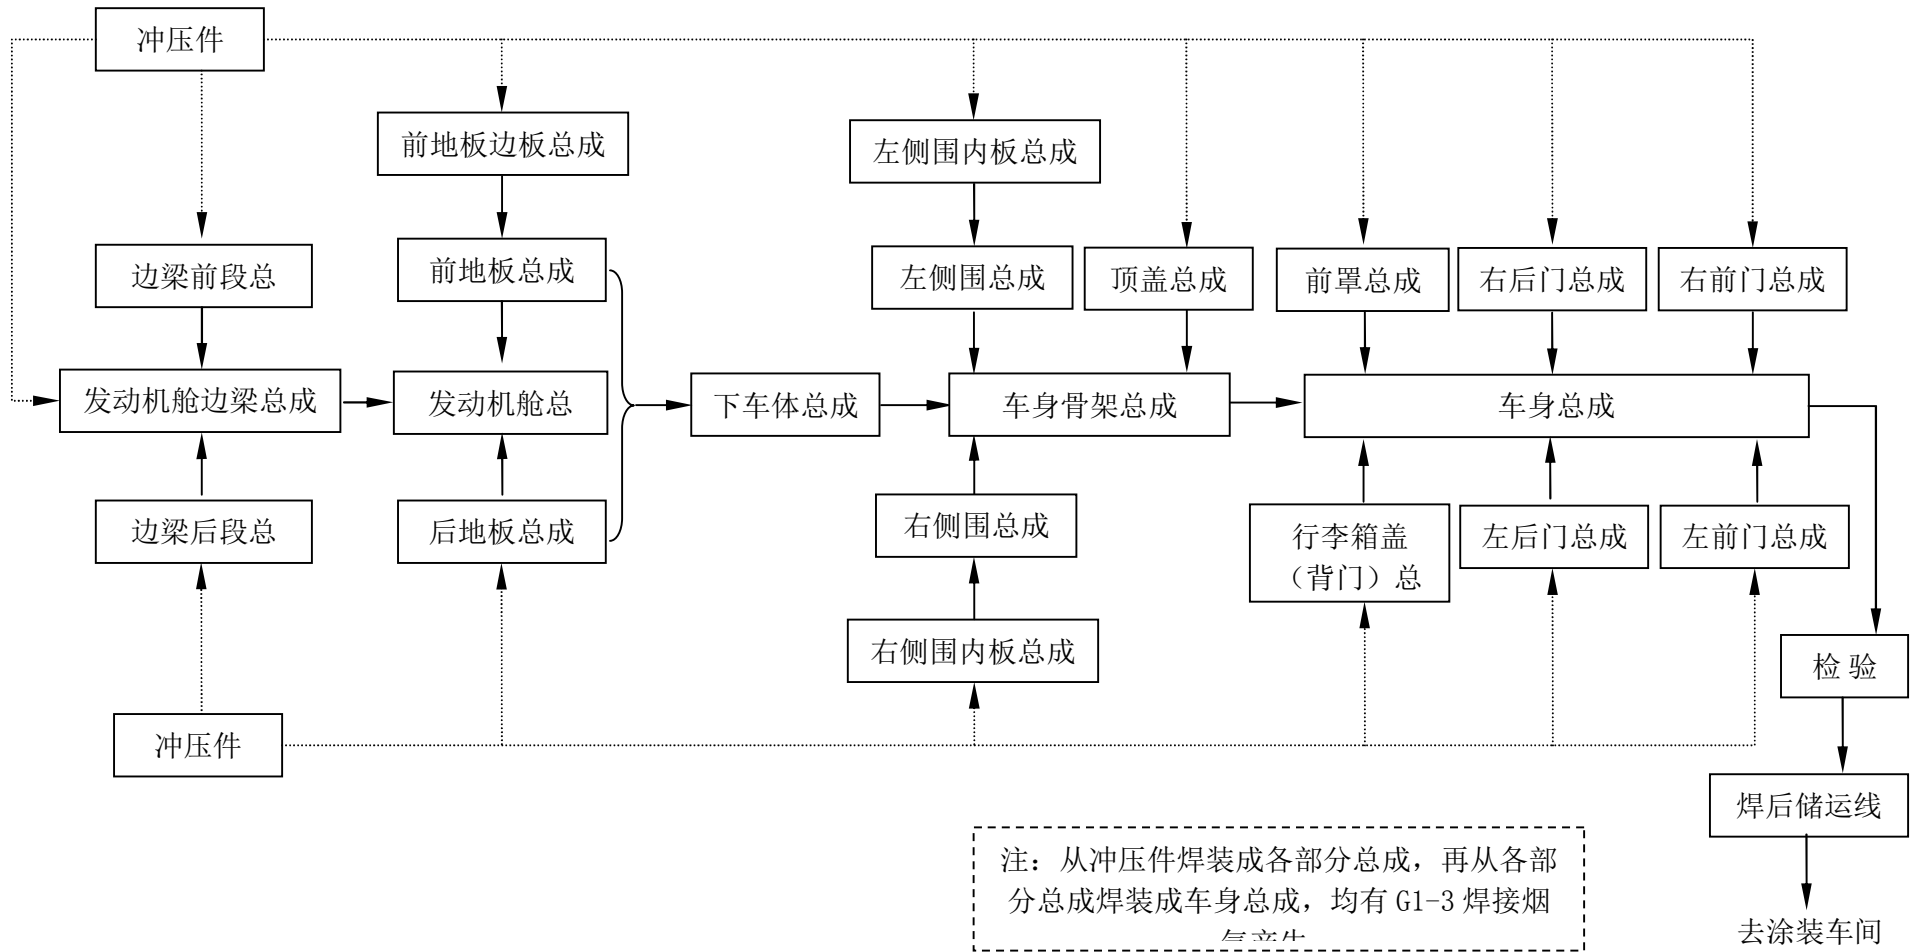 冲压件
前地板边板总成
左侧围内板总成
边梁前段总
前地板总成
左侧围总成
顶盖总成
前罩总成
右后门总成
右前门总成
发动机舱边梁总成
发动机舱总
下车体总成
车身骨架总成
车身总成
边梁后段总
后地板总成
右侧围总成
行李箱盖
（背门）总
左后门总成
左前门总成
右侧围内板总成
检 验
冲压件
焊后储运线
注：从冲压件焊装成各部分总成，再从各部
分总成焊装成车身总成，均有 G1-3 焊接烟
去涂装车间